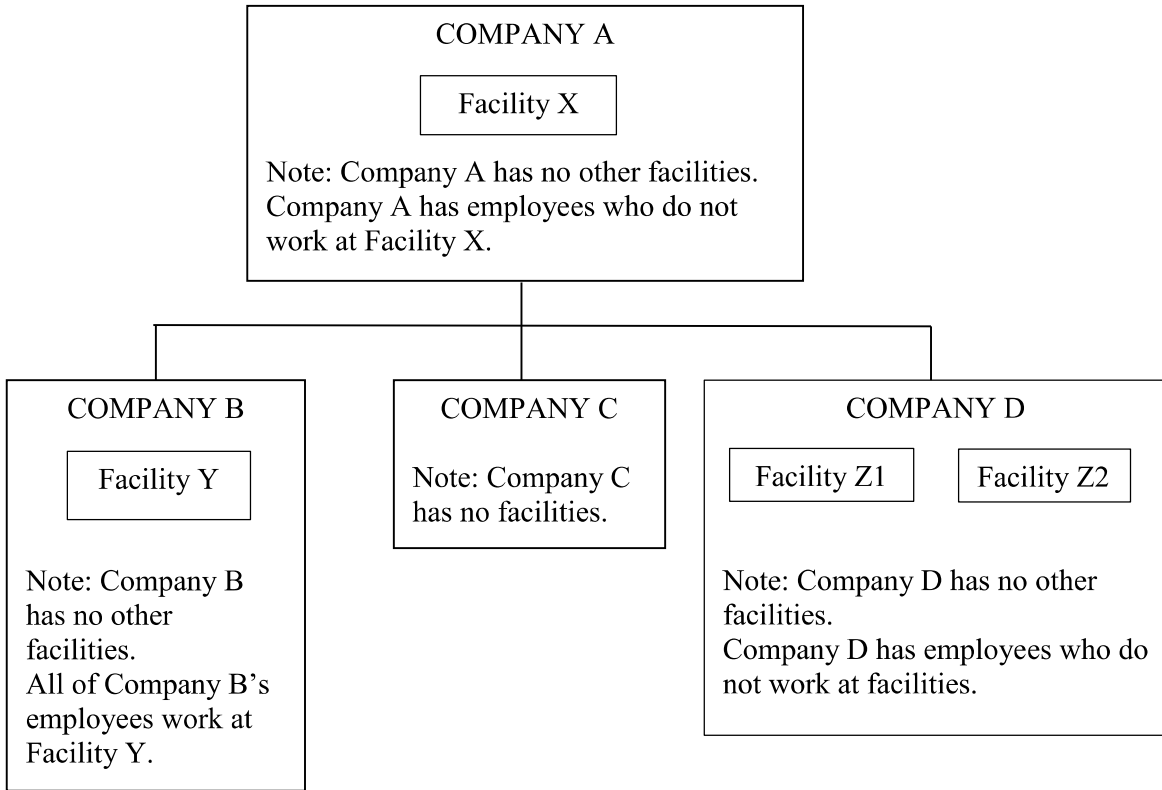 COMPANY A
Facility X
Note: Company A has no other facilities.
Company A has employees who do not
work at Facility X.
COMPANY B
Facility Y
Note: Company B
has no other
facilities.
All of Company B’s
employees work at
Facility Y.
COMPANY C
Note: Company C
has no facilities.
COMPANY D
Facility Z1
Facility Z2
Note: Company D has no other
facilities.
Company D has employees who do
not work at facilities.